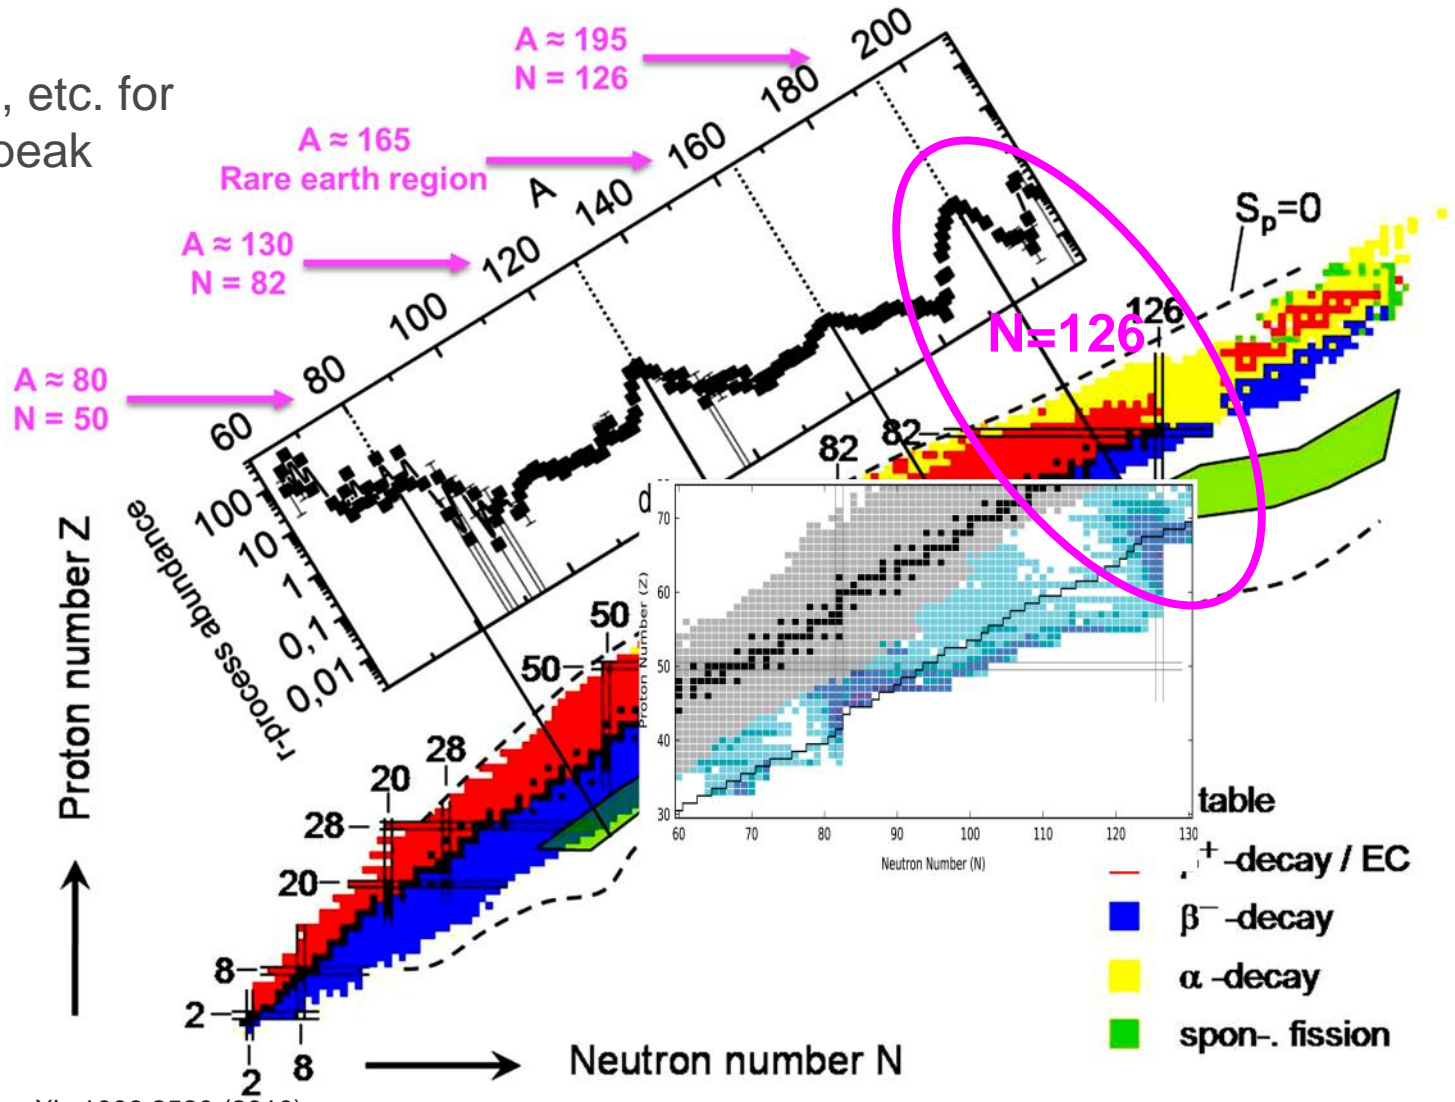 , etc. for
peak
A ≈ 195
N = 126
A ≈ 165
Rare earth region
A ≈ 130
N = 82
A ≈ 80
N = 50
A
60
80
100
120
140
160
180
200
r-process abundance
100
10
1
0,1
0,01
Sp=0
N=126
126
82
82
50
50
28
28
20
20
8
8
2
2
Proton number Z
Neutron number N
d
Proton Number (Z)
70
60
50
40
30
60
70
80
90
100
110
120
130
Neutron Number (N)
table
+ -decay / EC
β− -decay
α -decay
spon-. fission